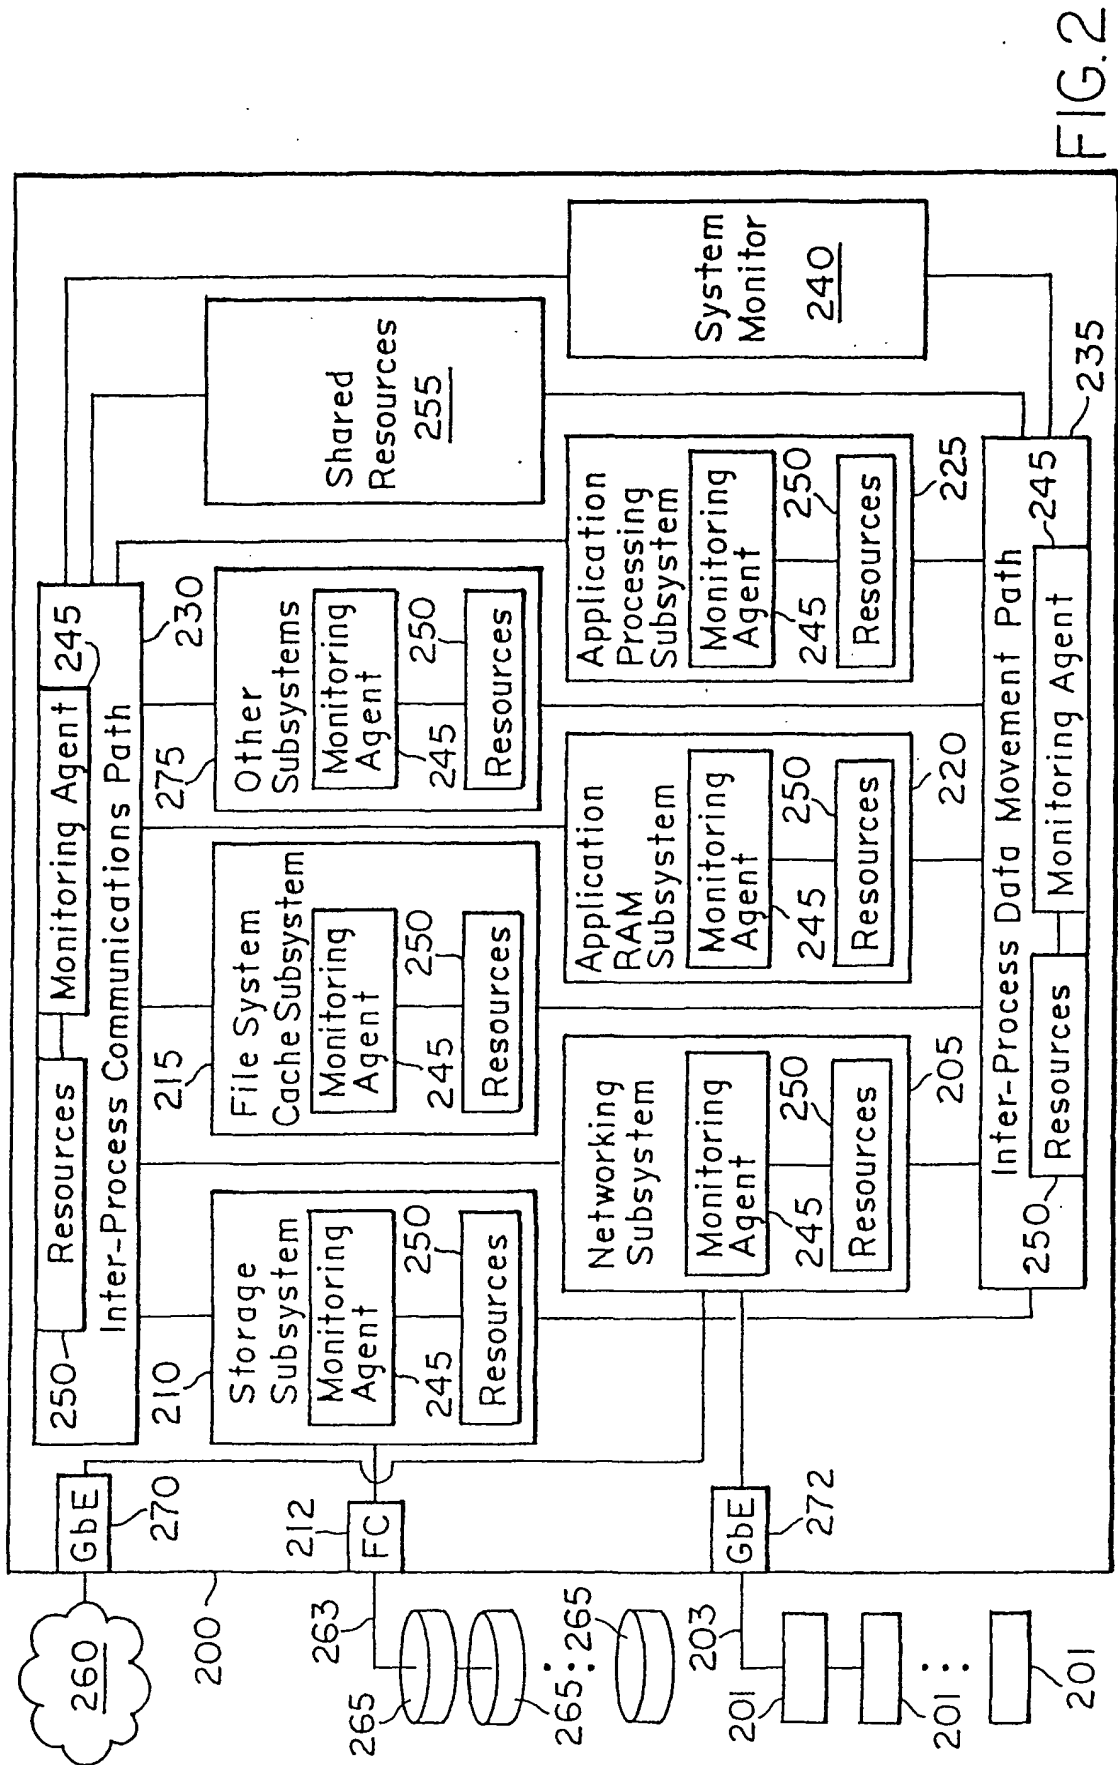 260
200
GbE
270
250
Resources
Monitoring Agent
245
Inter-Process Communications Path
230
FC
212
263
265
265
265
210
Storage
Subsystem
Monitoring
Agent
245
250
Resources
215
File System
Cache Subsystem
Monitoring
Agent
245
250
Resources
275
Other
Subsystems
Monitoring
Agent
245
250
Resources
Shared
Resources
255
System
Monitor
240
GbE
272
203
201
201
201
Networking
Subsystem
Monitoring
Agent
245
250
Resources
205
Application
RAM
Subsystem
Monitoring
Agent
245
250
Resources
220
Application
Processing
Subsystem
Monitoring
Agent
245
250
Resources
225
Inter-Process Data Movement Path
235
250
Resources
Monitoring Agent
245
FIG.2